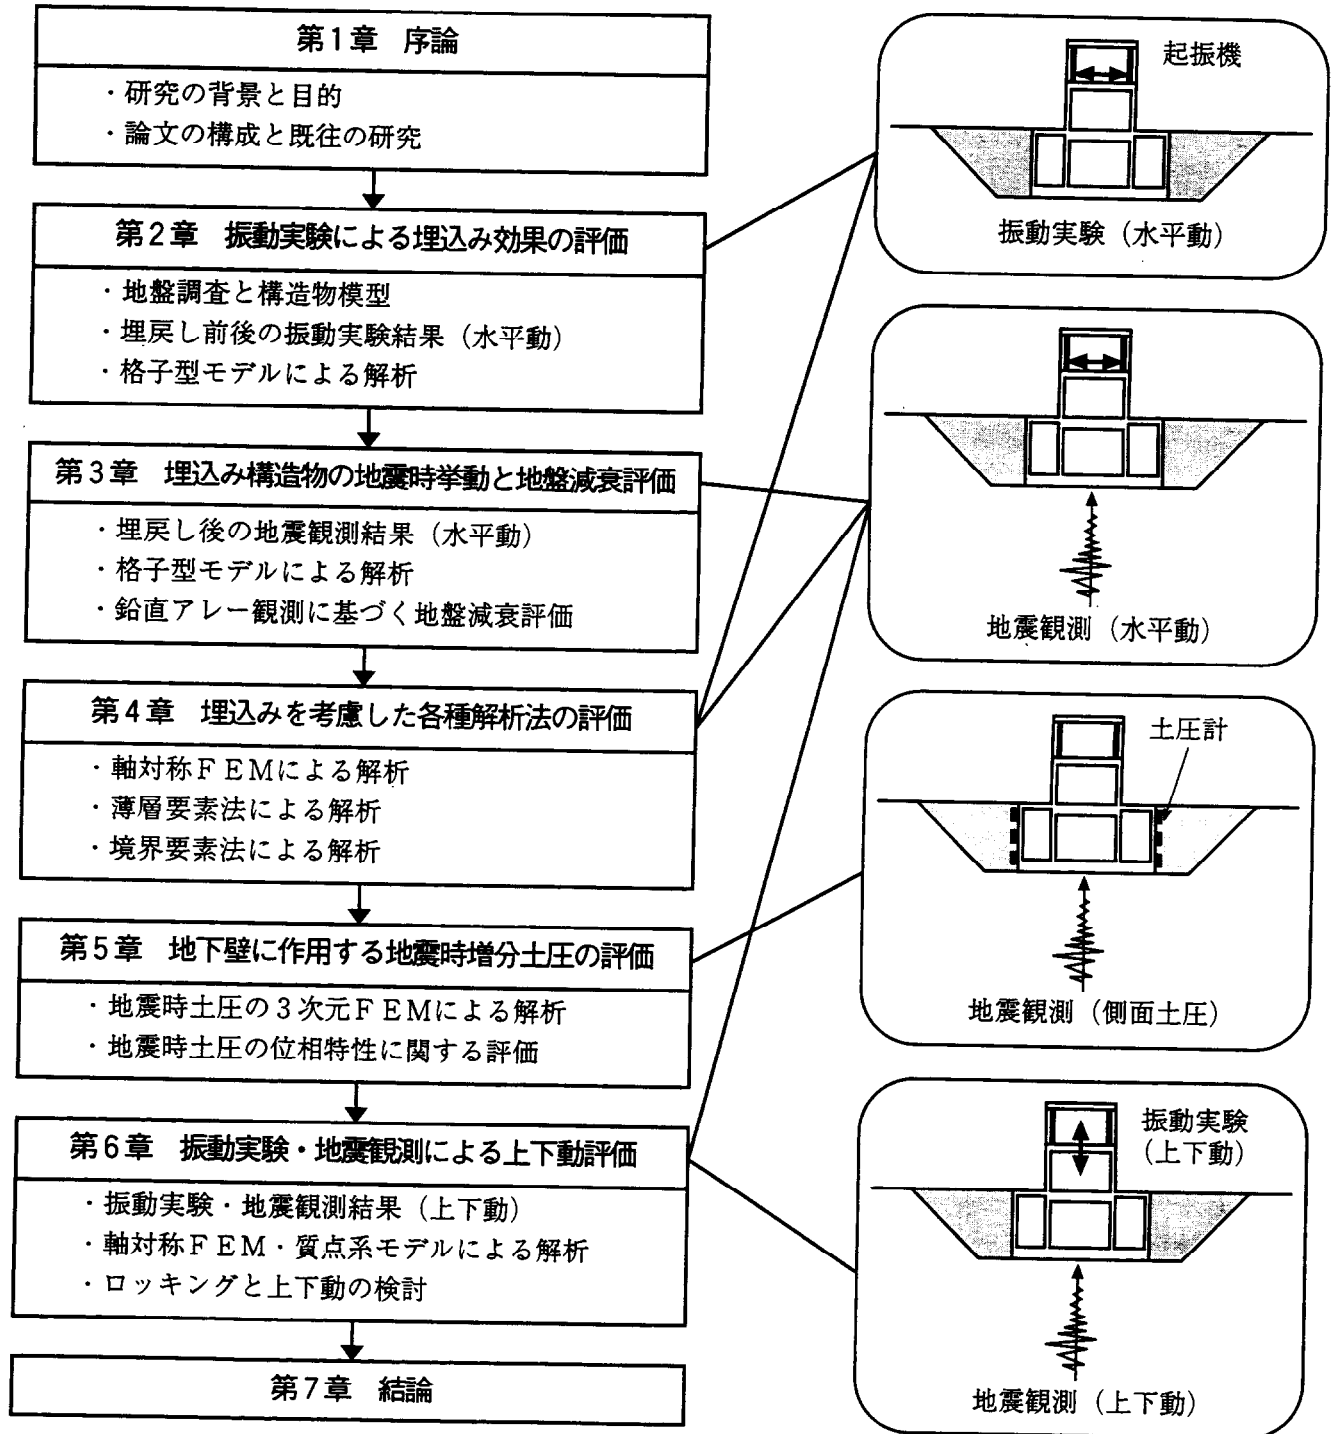 第1章 序論
・研究の背景と目的
・論文の構成と既往の研究
第2章 振動実験による埋込み効果の評価
・地盤調査と構造物模型
・埋戻し前後の振動実験結果（水平動）
・格子型モデルによる解析
第3章 埋込み構造物の地震時挙動と地盤減衰評価
・埋戻し後の地震観測結果（水平動）
・格子型モデルによる解析
・鉛直アレー観測に基づく地盤減衰評価
第4章 埋込みを考慮した各種解析法の評価
・軸対称ＦＥＭによる解析
・薄層要素法による解析
・境界要素法による解析
第5章 地下壁に作用する地震時増分土圧の評価
・地震時土圧の３次元ＦＥＭによる解析
・地震時土圧の位相特性に関する評価
第6章 振動実験・地震観測による上下動評価
・振動実験・地震観測結果（上下動）
・軸対称ＦＥＭ・質点系モデルによる解析
・ロッキングと上下動の検討
第7章 結論
起振機
振動実験（水平動）
地震観測（水平動）
土圧計
地震観測（側面土圧）
振動実験
（上下動）
地震観測（上下動）